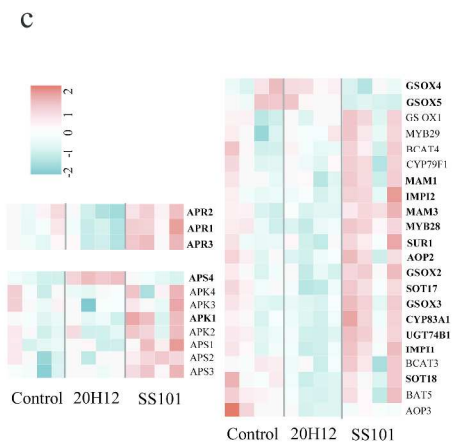 c
2
1
0
-1
-2
APR2
APR1
APR3
APS4
APK4
APK3
APK1
APK2
APS1
APS2
APS3
Control 20H12 SS101
GSOX4
GSOX5
GSOX1
MYB29
BCAT4
CYP79F1
MAM1
IMPI2
MAM3
MYB28
SUR1
AOP2
GSOX2
SOT17
GSOX3
CYP83A1
UGT74B1
IMPI1
BCAT3
SOT18
BAT5
AOP3
Control 20H12 SS101